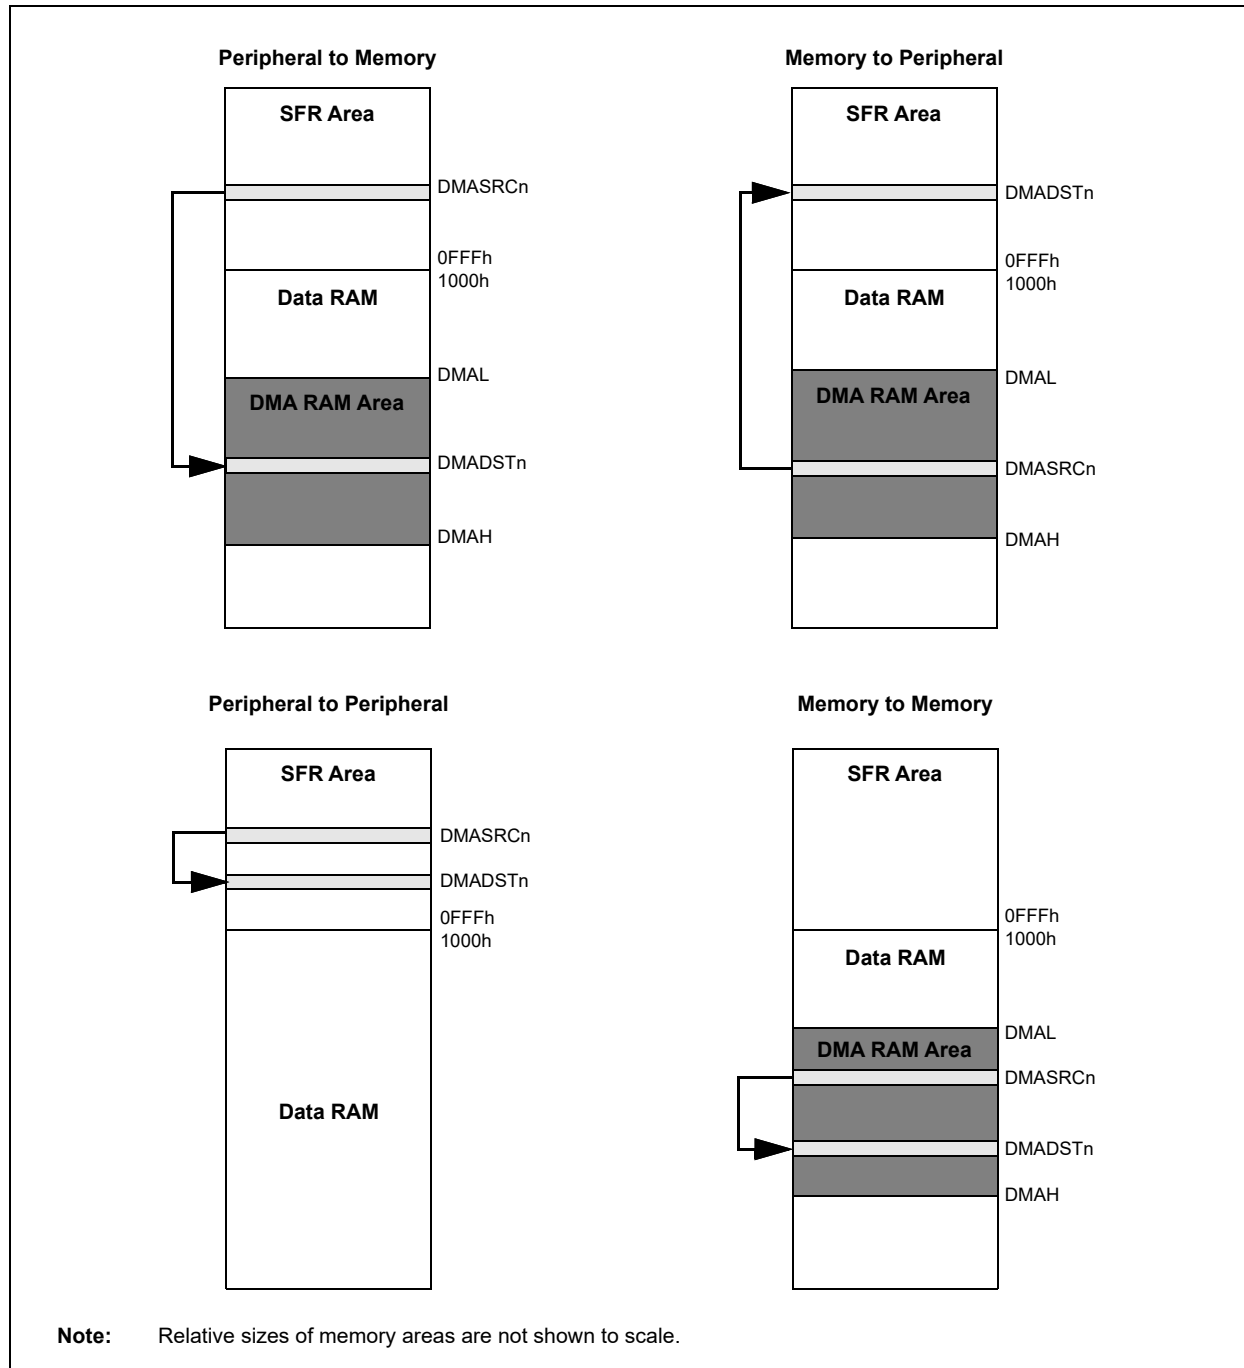 Peripheral to Memory
SFR Area
DMASRCn
0FFFh
1000h
Data RAM
DMAL
DMA RAM Area
DMADSTn
DMAH
Memory to Peripheral
SFR Area
DMADSTn
0FFFh
1000h
Data RAM
DMAL
DMA RAM Area
DMASRCn
DMAH
Peripheral to Peripheral
SFR Area
DMASRCn
DMADSTn
0FFFh
1000h
Data RAM
Memory to Memory
SFR Area
0FFFh
1000h
Data RAM
DMAL
DMA RAM Area
DMASRCn
DMADSTn
DMAH
Note: Relative sizes of memory areas are not shown to scale.